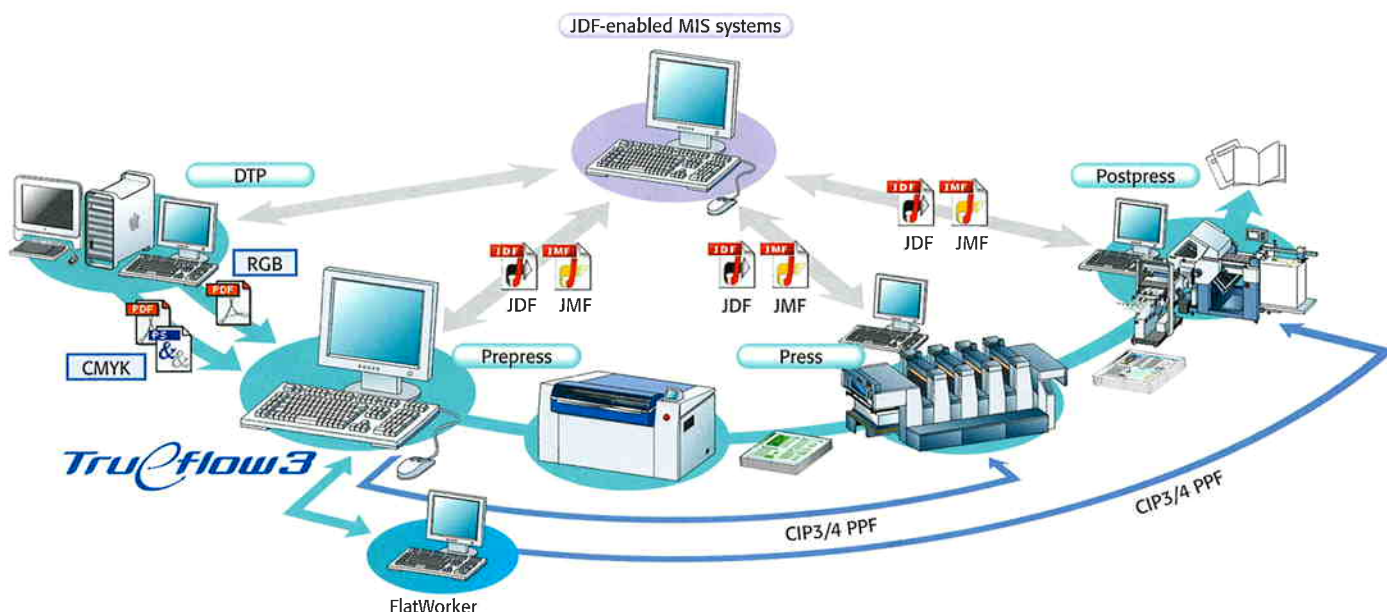 JDF-enabled MIS systems
DTP
Postpress
JDF JMF
JDF JMF
RGB
PDF
JDF JMF
JDF JMF
JDF JMF
JDF JMF
PDF
PS
&&&
CMYK
Prepress
Press
Trueflow3
CIP3/4 PPF
CIP3/4 PPF
FlatWorker